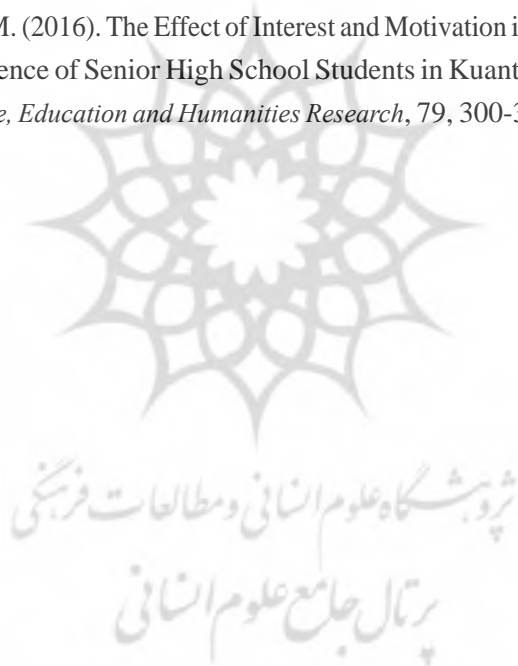 M. (2016). The Effect of Interest and Motivation i
ence of Senior High School Students in Kuant
e, Education and Humanities Research, 79, 300-3
پژوهشگاه علوم انسانی و مطالعات فرهنگی
پرتال جامع علوم انسانی